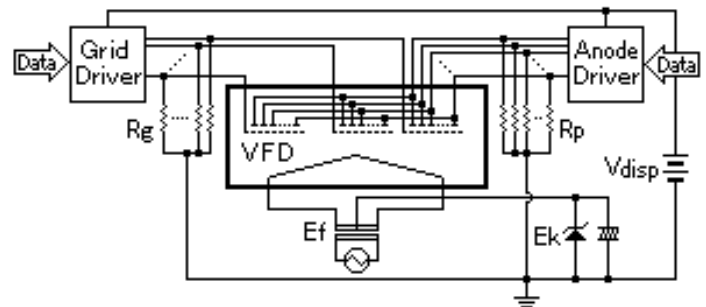 Grid
Driver
Data
Anode
Driver
Data
Rg
Rp
VFD
Vdisp
Ef
Ek